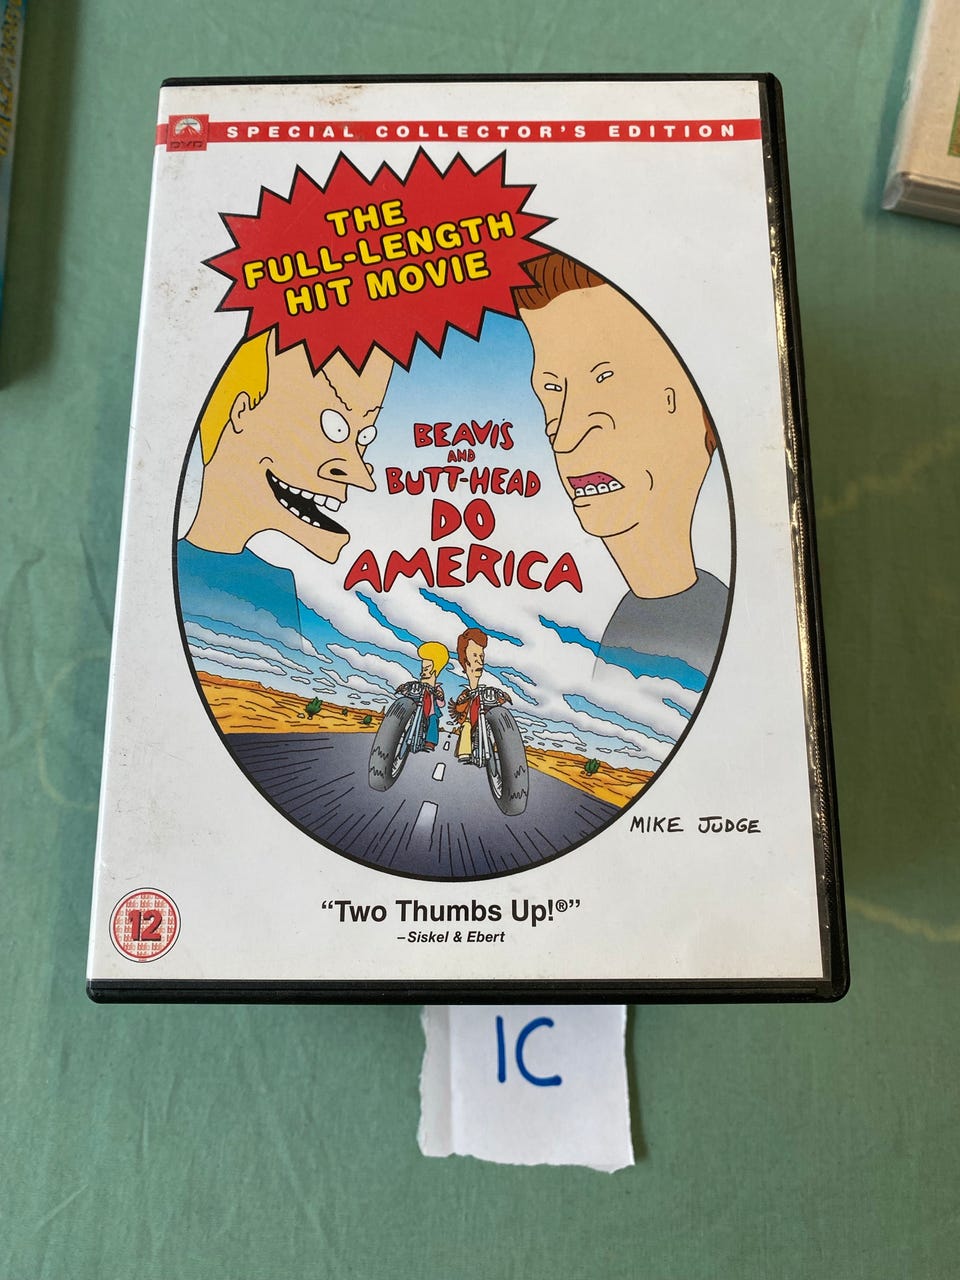 DVD
SPECIAL COLLECTOR'S EDITION
THE
FULL-LENGTH
HIT MOVIE
BEAVIS
AND
BUTT-HEAD
DO
AMERICA
MIKE JUDGE
12
“Two Thumbs Up!®”
–Siskel & Ebert
1C